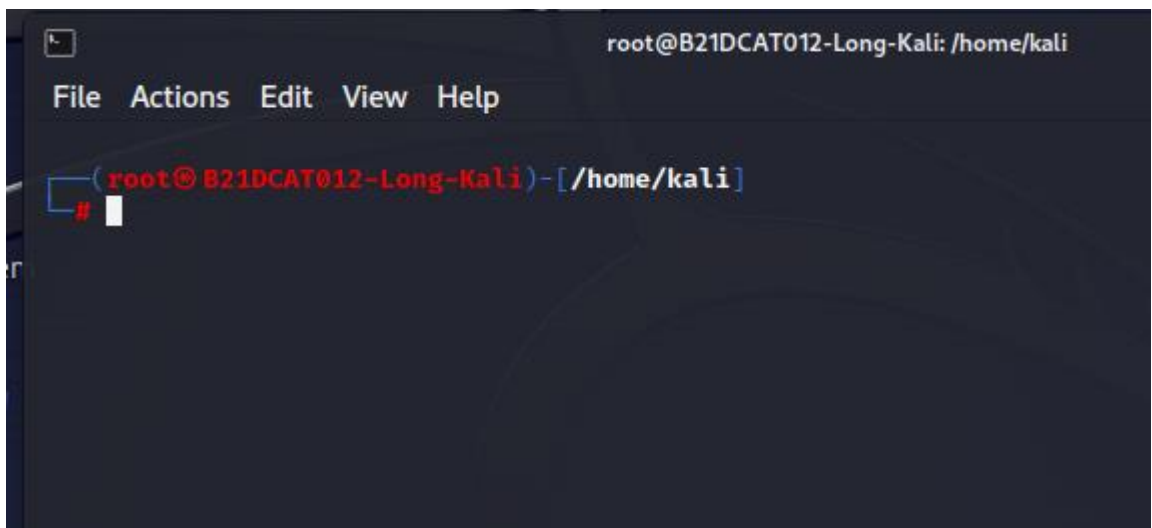 root@B21DCAT012-Long-Kali: /home/kali
File Actions Edit View Help
┌──(root㉿B21DCAT012-Long-Kali)-[/home/kali]
└─#